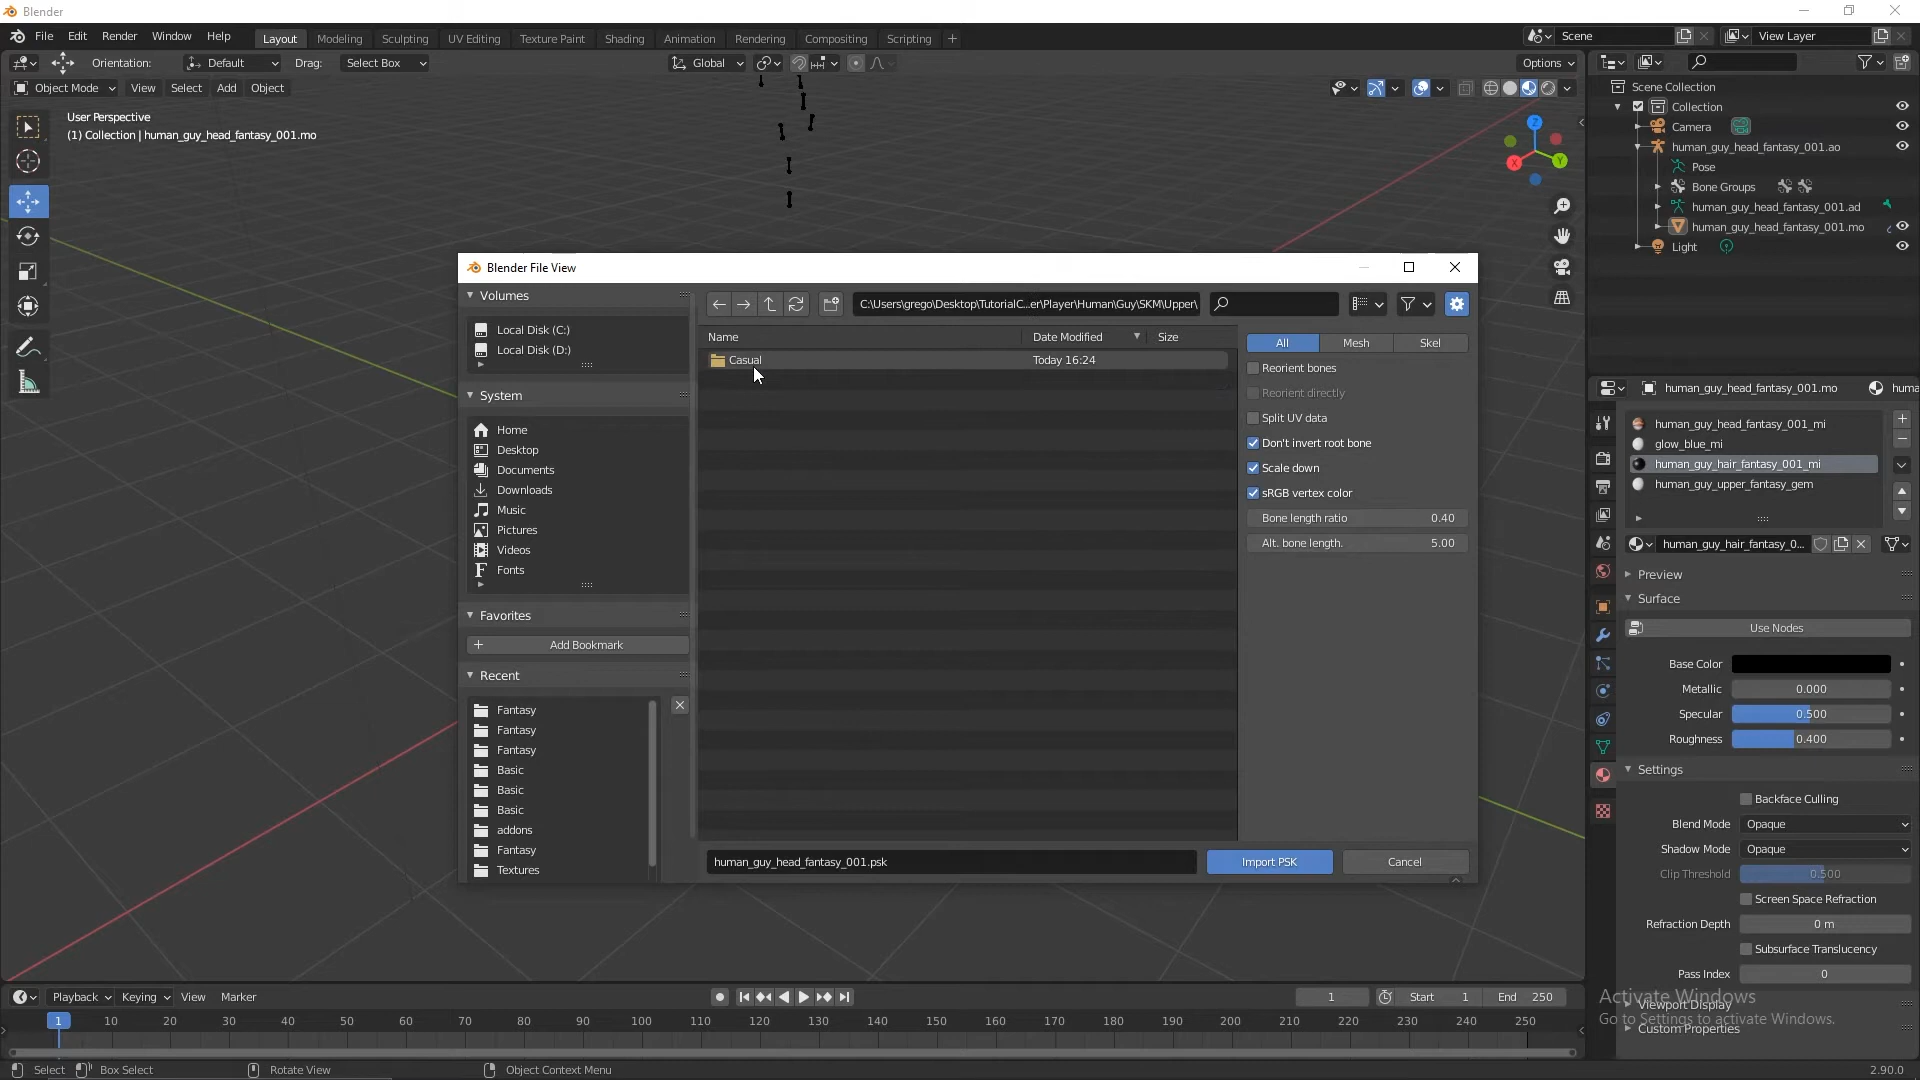 Blender
File Edit Render Window Help Layout Modeling Sculpting UV Editing Texture Paint Shading Animation Rendering Compositing Scripting + Scene View Layer
Orientation: Default Drag: Select Box Global Options
Object Mode View Select Add Object
User Perspective
(1) Collection | human_guy_head_fantasy_001.mo
Z
X Y
Scene Collection
Collection
Camera
human_guy_head_fantasy_001.ao
Pose
Bone Groups
human_guy_head_fantasy_001.ad
human_guy_head_fantasy_001.mo
Light
Blender File View
Volumes
Local Disk (C:)
Local Disk (D:)
System
Home
Desktop
Documents
Downloads
Music
Pictures
Videos
Fonts
Favorites
Add Bookmark
Recent
Fantasy
Fantasy
Fantasy
Basic
Basic
Basic
addons
Fantasy
Textures
C:\Users\grego\Desktop\TutorialC...er\Player\Human\Guy\SKM\Upper\
Name Date Modified Size
Casual Today 16:24
All Mesh Skel
Reorient bones
Reorient directly
Split UV data
Don't invert root bone
Scale down
sRGB vertex color
Bone length ratio 0.40
Alt. bone length. 5.00
human_guy_head_fantasy_001.psk Import PSK Cancel
human_guy_head_fantasy_001.mo huma
human_guy_head_fantasy_001_mi
glow_blue_mi
human_guy_hair_fantasy_001_mi
human_guy_upper_fantasy_gem
human_guy_hair_fantasy_0...
Preview
Surface
Use Nodes
Base Color
Metallic 0.000
Specular 0.500
Roughness 0.400
Settings
Backface Culling
Blend Mode Opaque
Shadow Mode Opaque
Clip Threshold 0.500
Screen Space Refraction
Refraction Depth 0 m
Subsurface Translucency
Pass Index 0
Viewport Display
Custom Properties
Activate Windows
Go to Settings to activate Windows.
Playback Keying View Marker 1 Start 1 End 250
1 10 20 30 40 50 60 70 80 90 100 110 120 130 140 150 160 170 180 190 200 210 220 230 240 250
Select Box Select Rotate View Object Context Menu 2.90.0